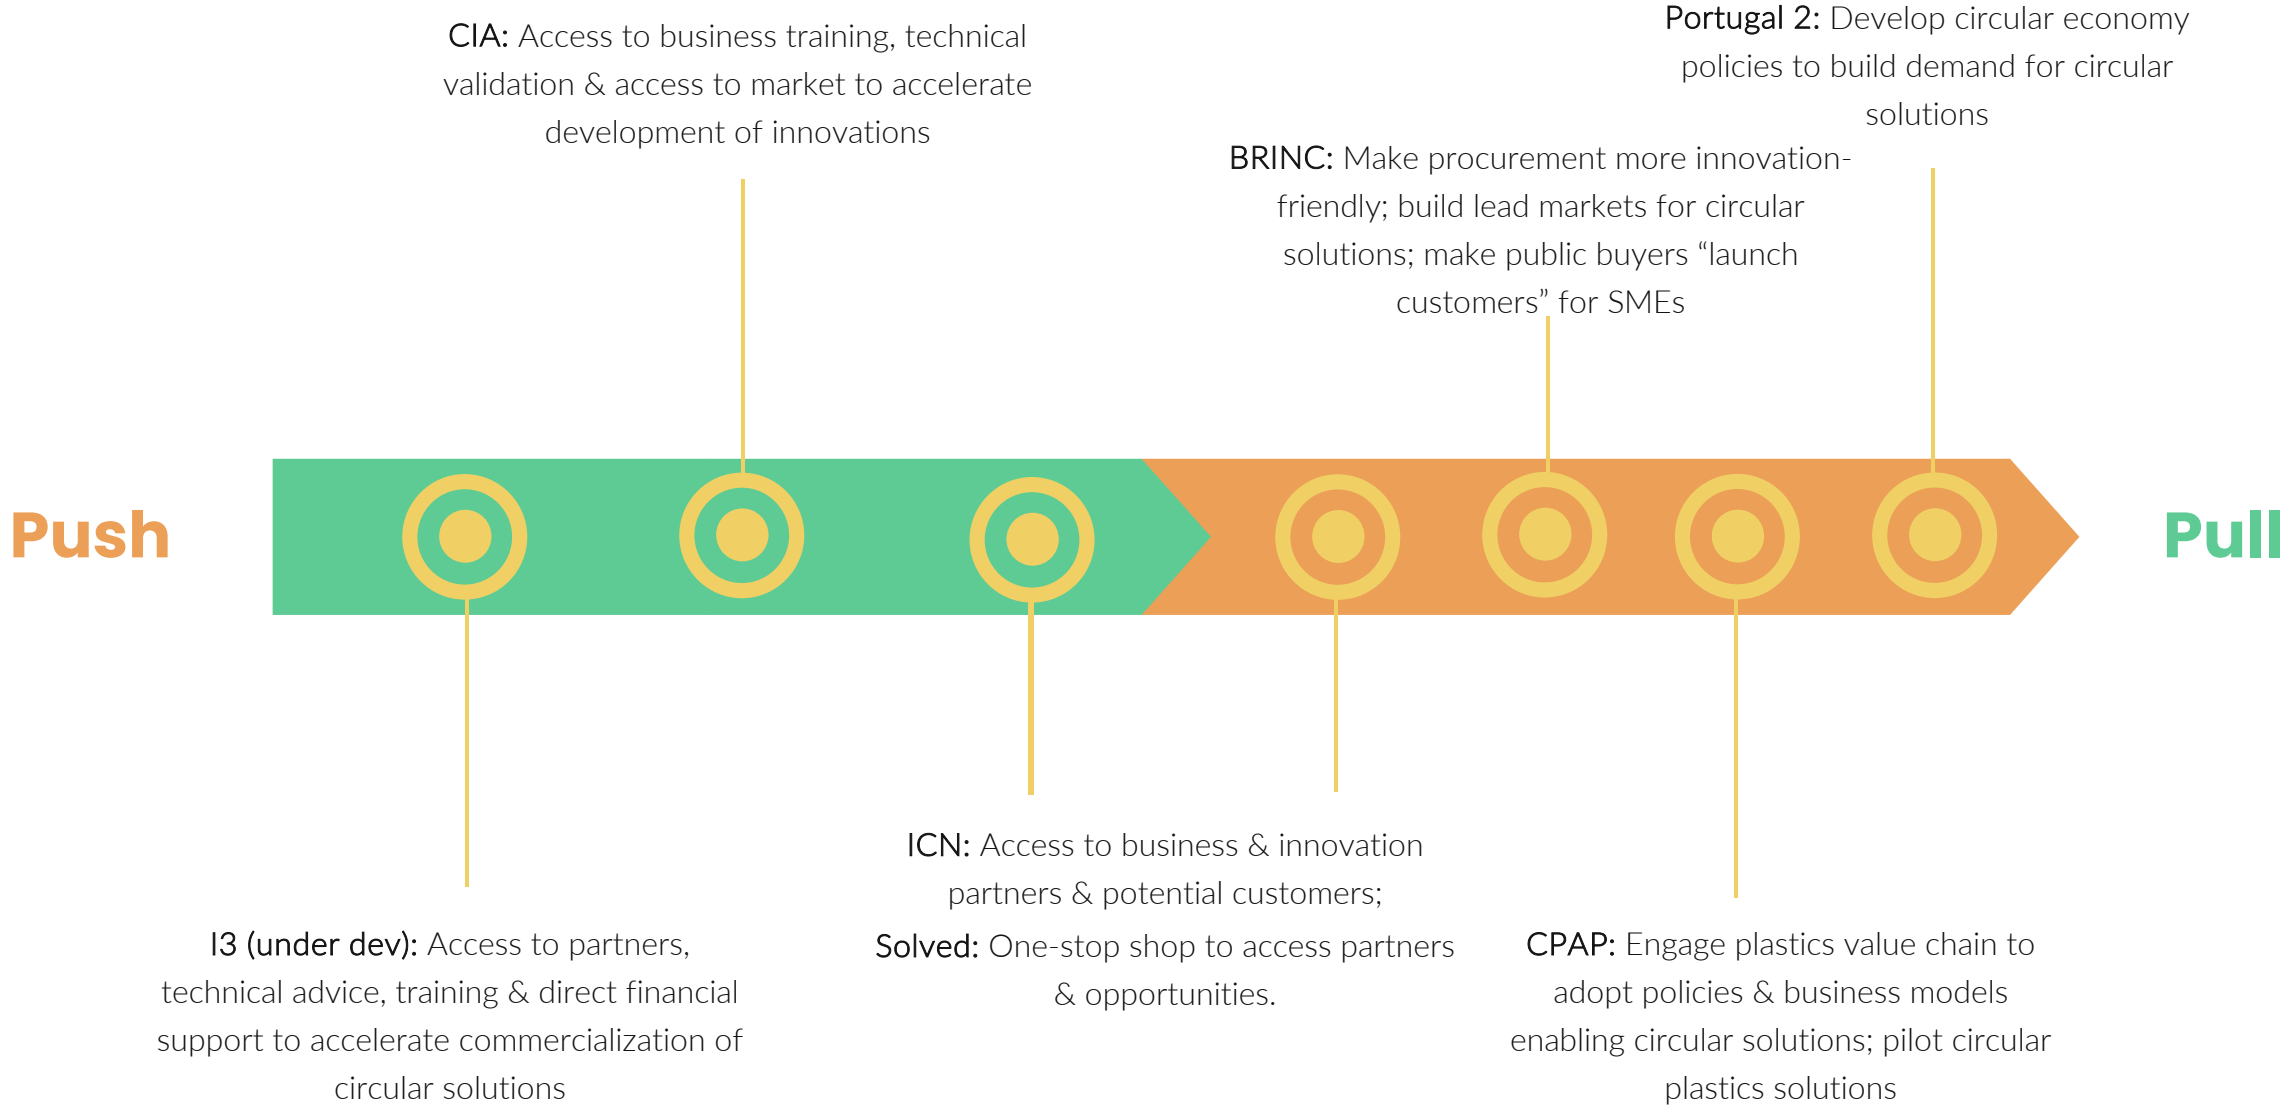 CIA: Access to business training, technical
validation & access to market to accelerate
development of innovations
Portugal 2: Develop circular economy
policies to build demand for circular
solutions
BRINC: Make procurement more innovation-
friendly; build lead markets for circular
solutions; make public buyers “launch
customers” for SMEs
Push
Pull
I3 (under dev): Access to partners,
technical advice, training & direct financial
support to accelerate commercialization of
circular solutions
ICN: Access to business & innovation
partners & potential customers;
Solved: One-stop shop to access partners
& opportunities.
CPAP: Engage plastics value chain to
adopt policies & business models
enabling circular solutions; pilot circular
plastics solutions